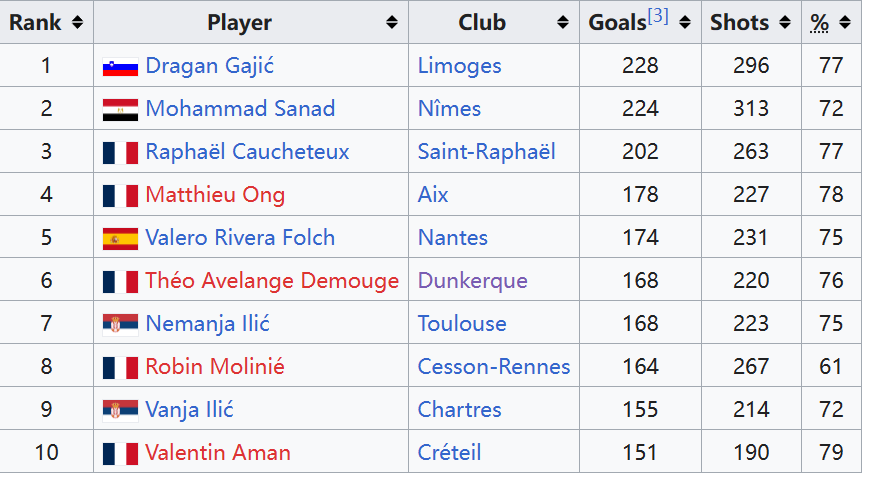 Rank Player Club Goals[3] Shots %
1 Dragan Gajić Limoges 228 296 77
2 Mohammad Sanad Nîmes 224 313 72
3 Raphaël Caucheteux Saint-Raphaël 202 263 77
4 Matthieu Ong Aix 178 227 78
5 Valero Rivera Folch Nantes 174 231 75
6 Théo Avelange Demouge Dunkerque 168 220 76
7 Nemanja Ilić Toulouse 168 223 75
8 Robin Molinié Cesson-Rennes 164 267 61
9 Vanja Ilić Chartres 155 214 72
10 Valentin Aman Créteil 151 190 79